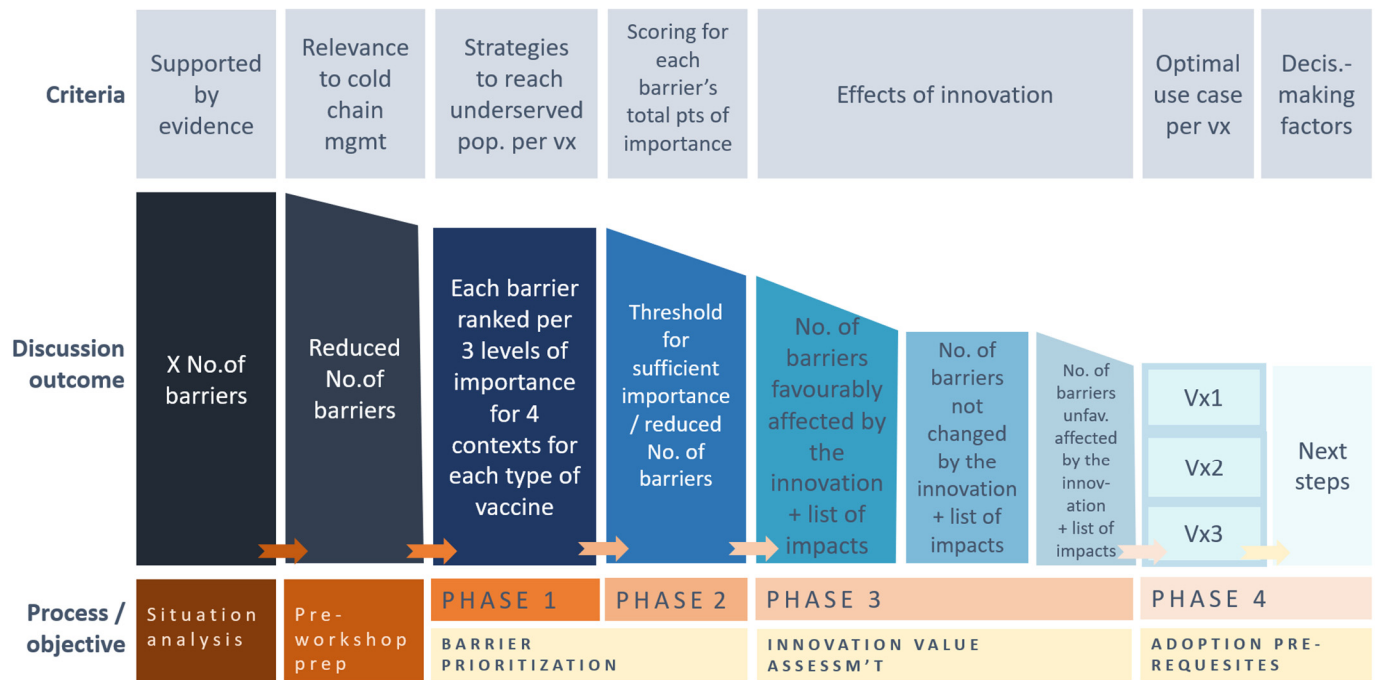 Criteria
Supported
by
evidence
Relevance
to cold
chain
mgmt
Strategies
to reach
underserved
pop. per vx
Scoring for
each
barrier's
total pts of
importance
Effects of innovation
Optimal
use case
per vx
Decis.-
making
factors
Discussion
outcome
X No.of
barriers
Reduced
No.of
barriers
Each barrier
ranked per
3 levels of
importance
for 4
contexts for
each type of
vaccine
Threshold
for
sufficient
importance
/ reduced
No. of
barriers
No. of
barriers
favourably
affected by
the
innovation
+ list of
impacts
No. of
barriers
not
changed
by the
innovation
+ list of
impacts
No. of
barriers
unfav.
affected
by the
innov-
ation
+ list of
impacts
Vx1
Vx2
Vx3
Next
steps
Process /
objective
Situation
analysis
Pre-
workshop
prep
PHASE 1
PHASE 2
PHASE 3
PHASE 4
BARRIER
PRIORITIZATION
INNOVATION VALUE
ASSESSM'T
ADOPTION PRE-
REQUESITES